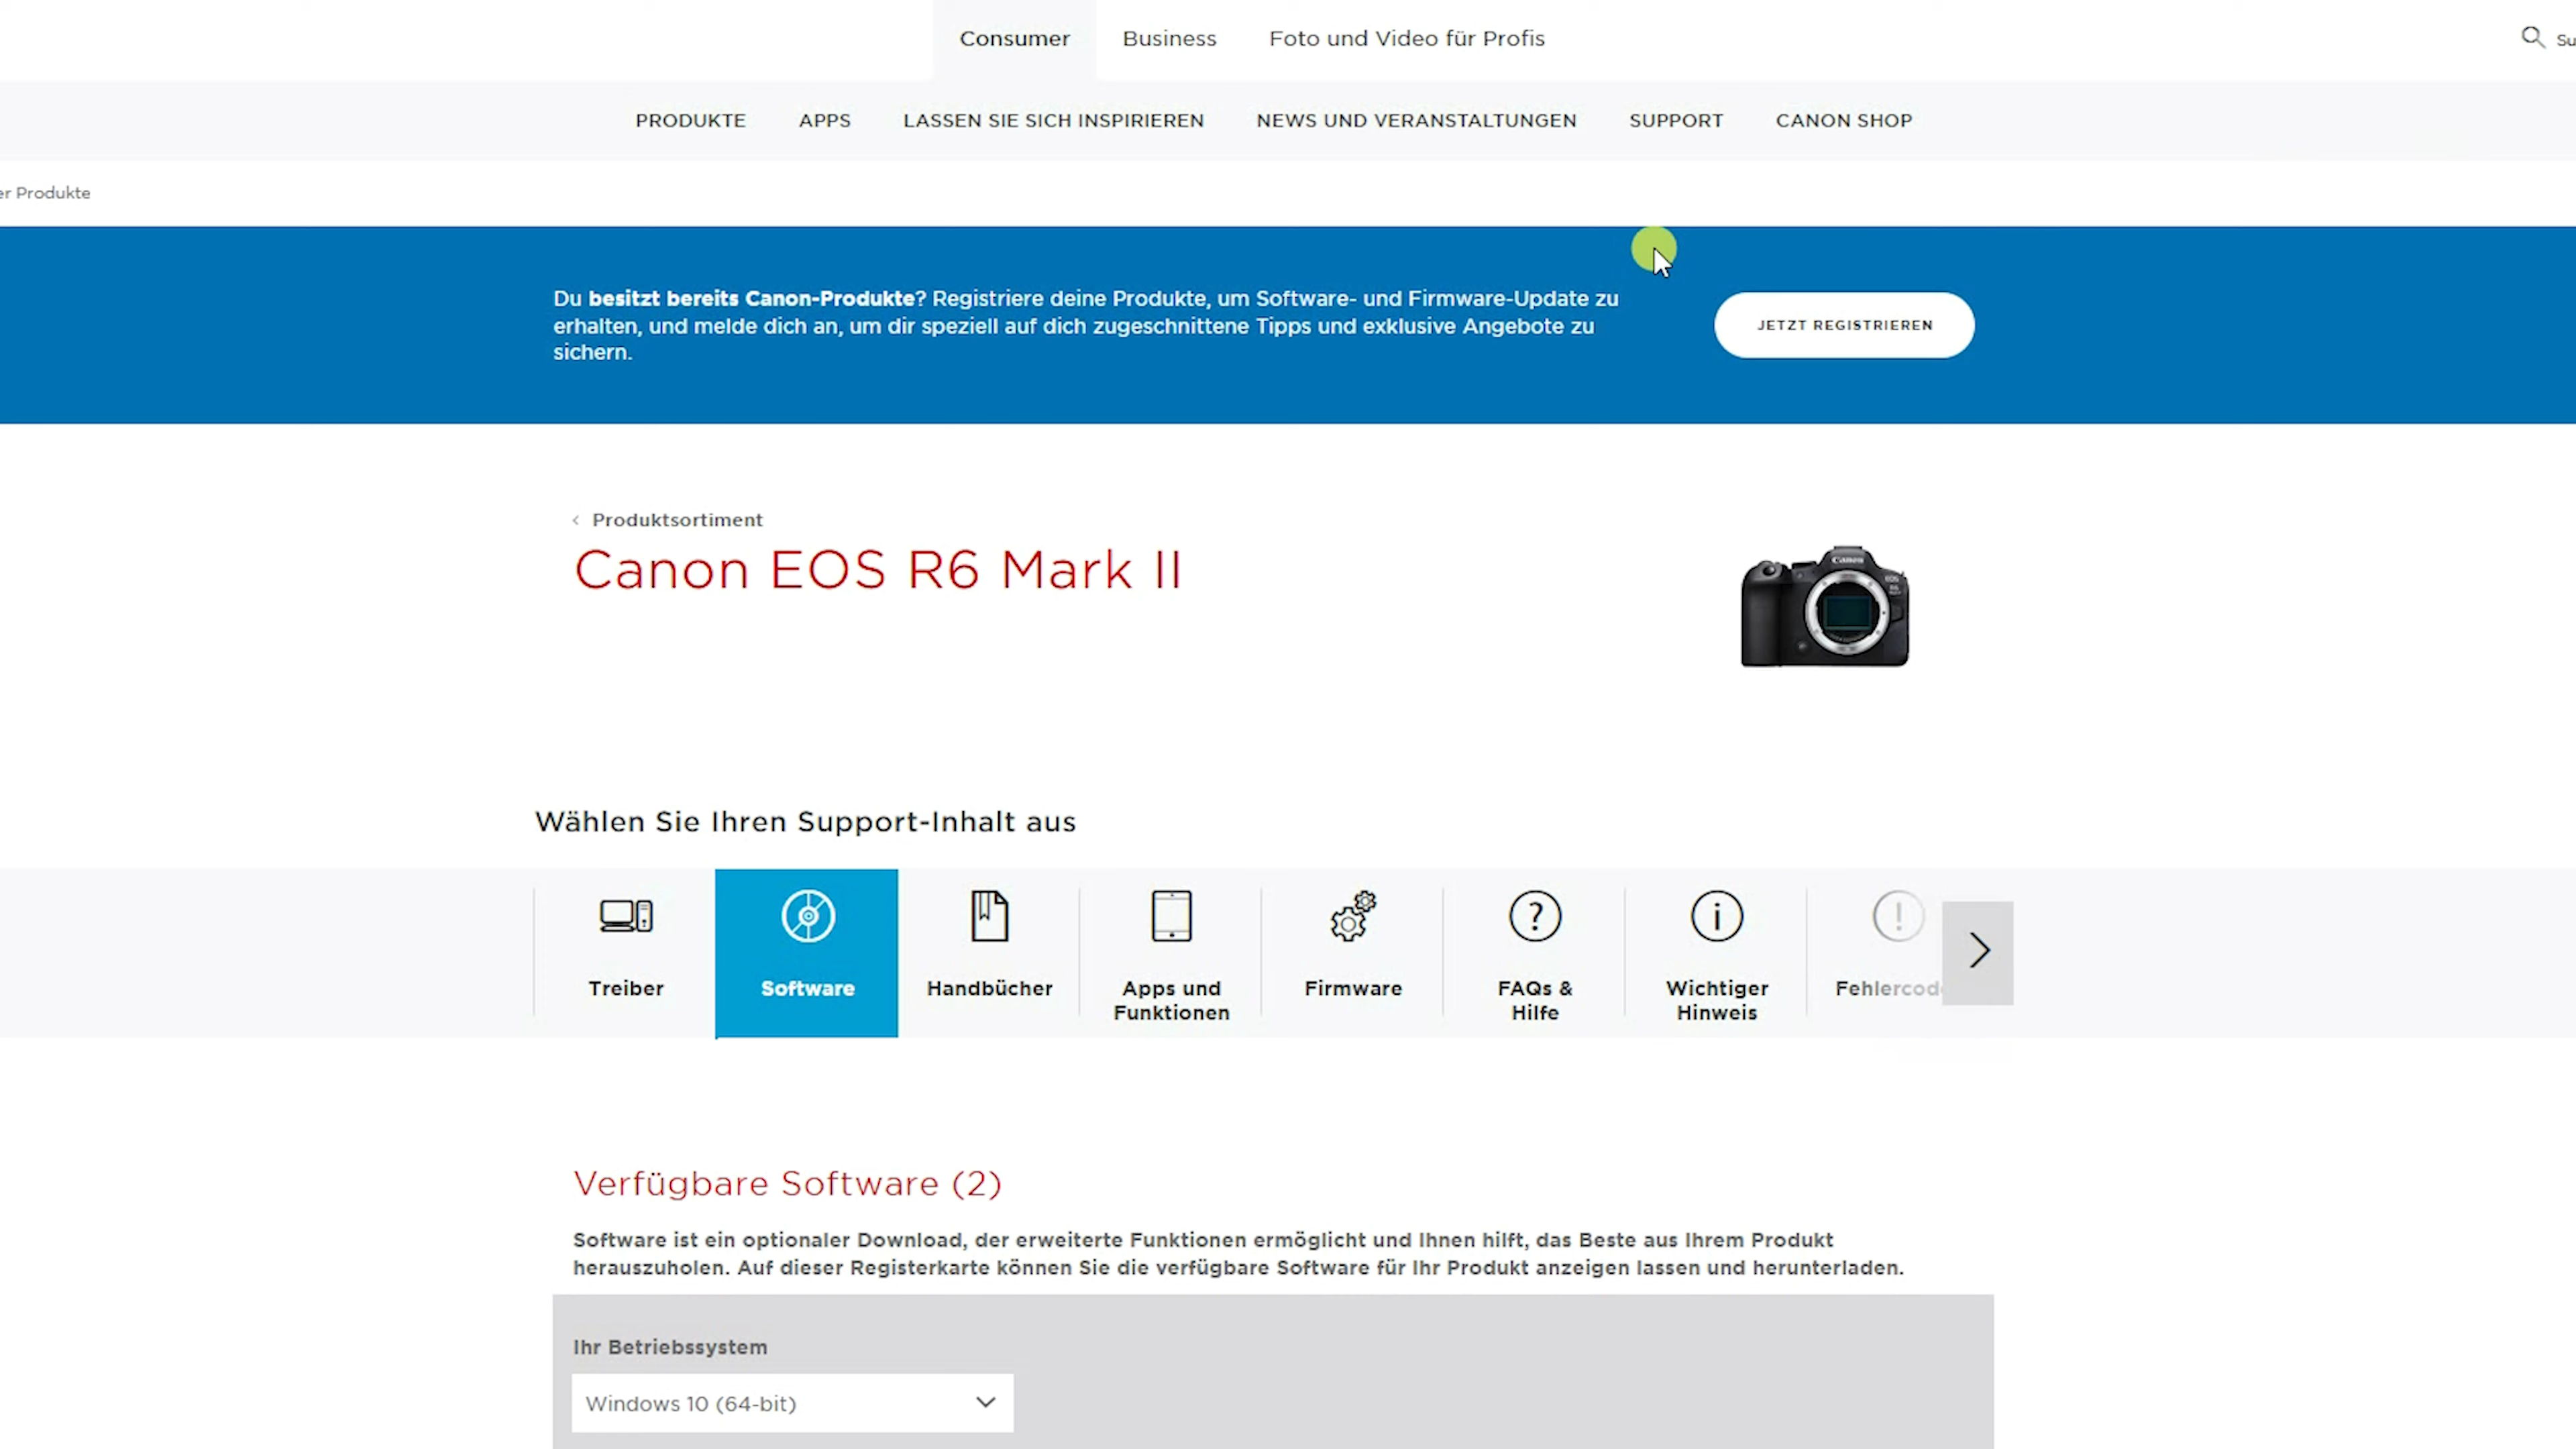 Consumer
Business
Foto und Video für Profis
PRODUKTE
APPS
LASSEN SIE SICH INSPIRIEREN
NEWS UND VERANSTALTUNGEN
SUPPORT
CANON SHOP
Produkte
Du besitzt bereits Canon-Produkte? Registriere deine Produkte, um Software- und Firmware-Update zu
erhalten, und melde dich an, um dir speziell auf dich zugeschnittene Tipps und exklusive Angebote zu
sichern.
JETZT REGISTRIEREN
Produktsortiment
Canon EOS R6 Mark II
Canon
Wählen Sie Ihren Support-Inhalt aus
Treiber
Software
Handbücher
Apps und
Funktionen
Firmware
FAQs &
Hilfe
Wichtiger
Hinweis
Verfügbare Software (2)
Software ist ein optionaler Download, der erweiterte Funktionen ermöglicht und Ihnen hilft, das Beste aus Ihrem Produkt
herauszuholen. Auf dieser Registerkarte können Sie die verfügbare Software für Ihr Produkt anzeigen lassen und herunterladen.
Ihr Betriebssystem
Windows 10 (64-bit)